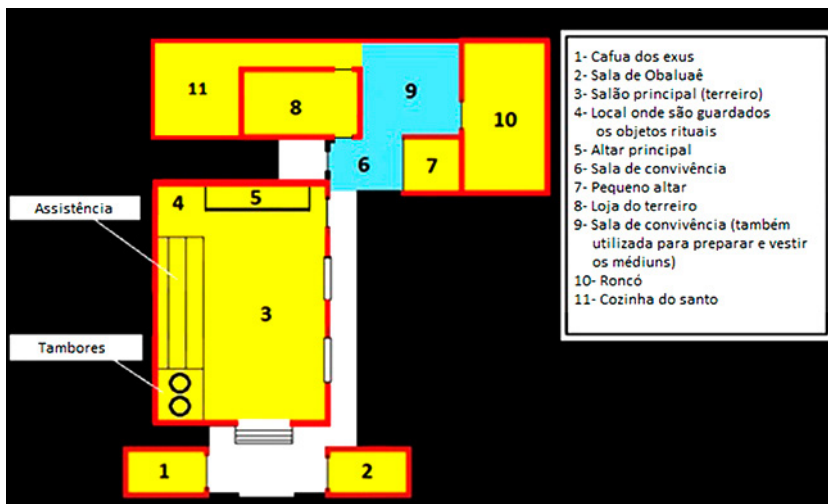 11
8
9
10
6
7
4
5
Assistência
3
Tambores
1
2
1- Cafua dos exus
2- Sala de Obaluaê
3- Salão principal (terreiro)
4- Local onde são guardados
os objetos rituais
5- Altar principal
6- Sala de convivência
7- Pequeno altar
8- Loja do terreiro
9- Sala de convivência (também
utilizada para preparar e vestir
os médiuns)
10- Roncó
11- Cozinha do santo